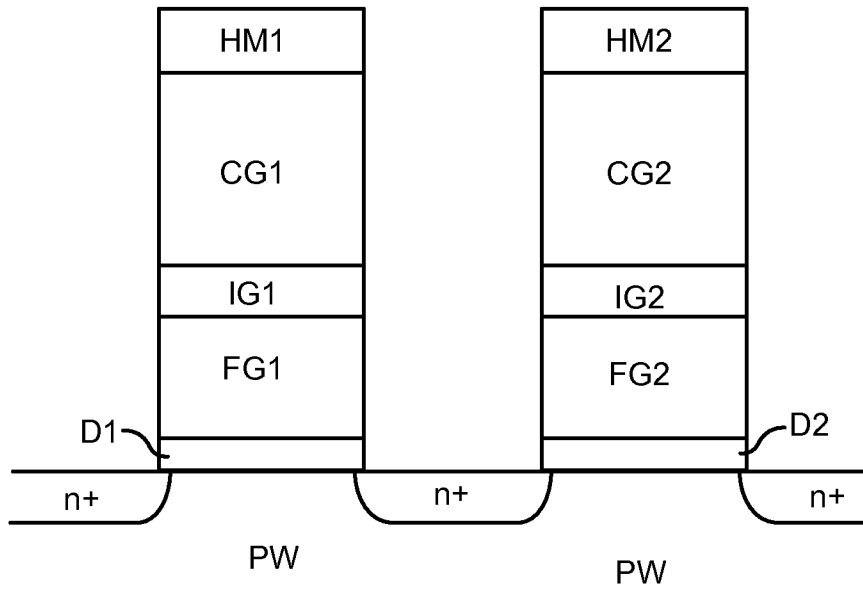 HM1 HM2
CG1 CG2
IG1 IG2
FG1 FG2
D1 D2
n+ n+ n+
PW PW